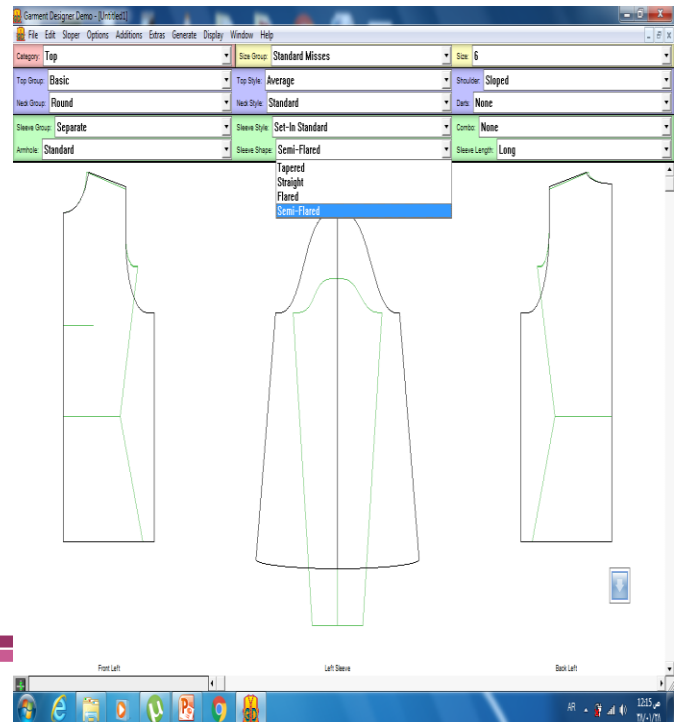 Garment Designer Demo - [Untitled1]
File Edit Sloper Options Additions Extras Generate Display Window Help
Category: Top Size Group: Standard Misses Size: 6
Top Group: Basic Top Style: Average Shoulder: Sloped
Neck Group: Round Neck Style: Standard Darts: None
Sleeve Group: Separate Sleeve Style: Set-In Standard Combo: None
Armhole: Standard Sleeve Shape: Semi-Flared Sleeve Length: Long
Tapered
Straight
Flared
Semi-Flared
Front Left Left Sleeve Back Left
AR 12:15 ص